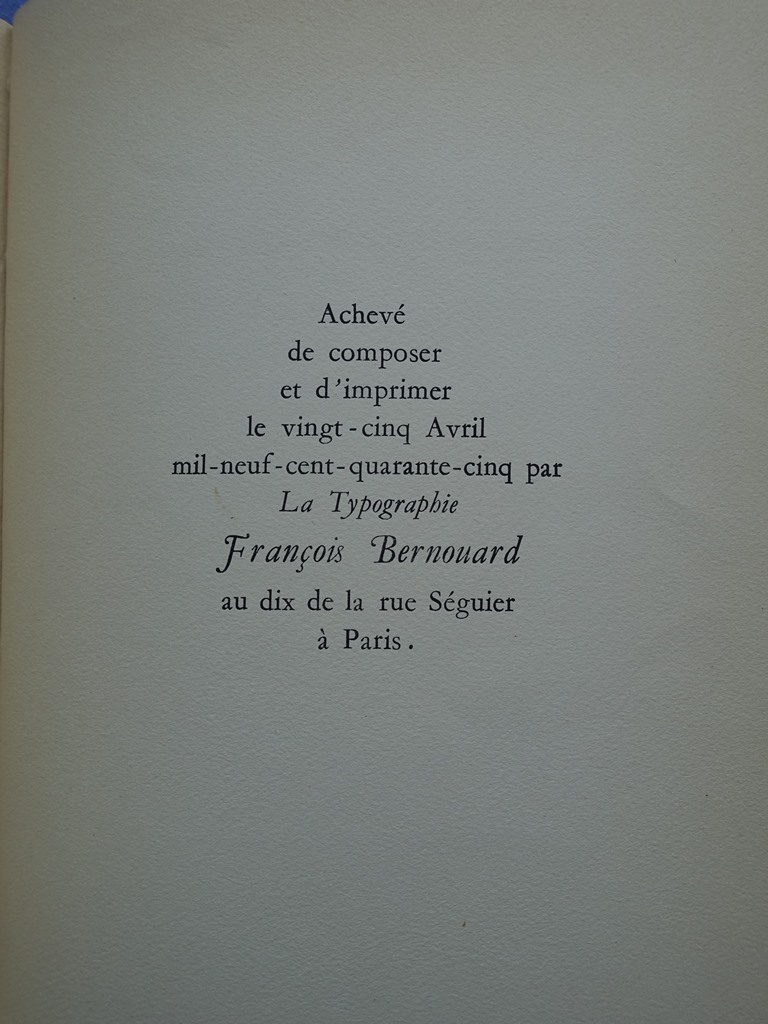 Achevé
de composer
et d'imprimer
le vingt-cinq Avril
mil-neuf-cent-quarante-cinq par
La Typographie
François Bernouard
au dix de la rue Séguier
à Paris.